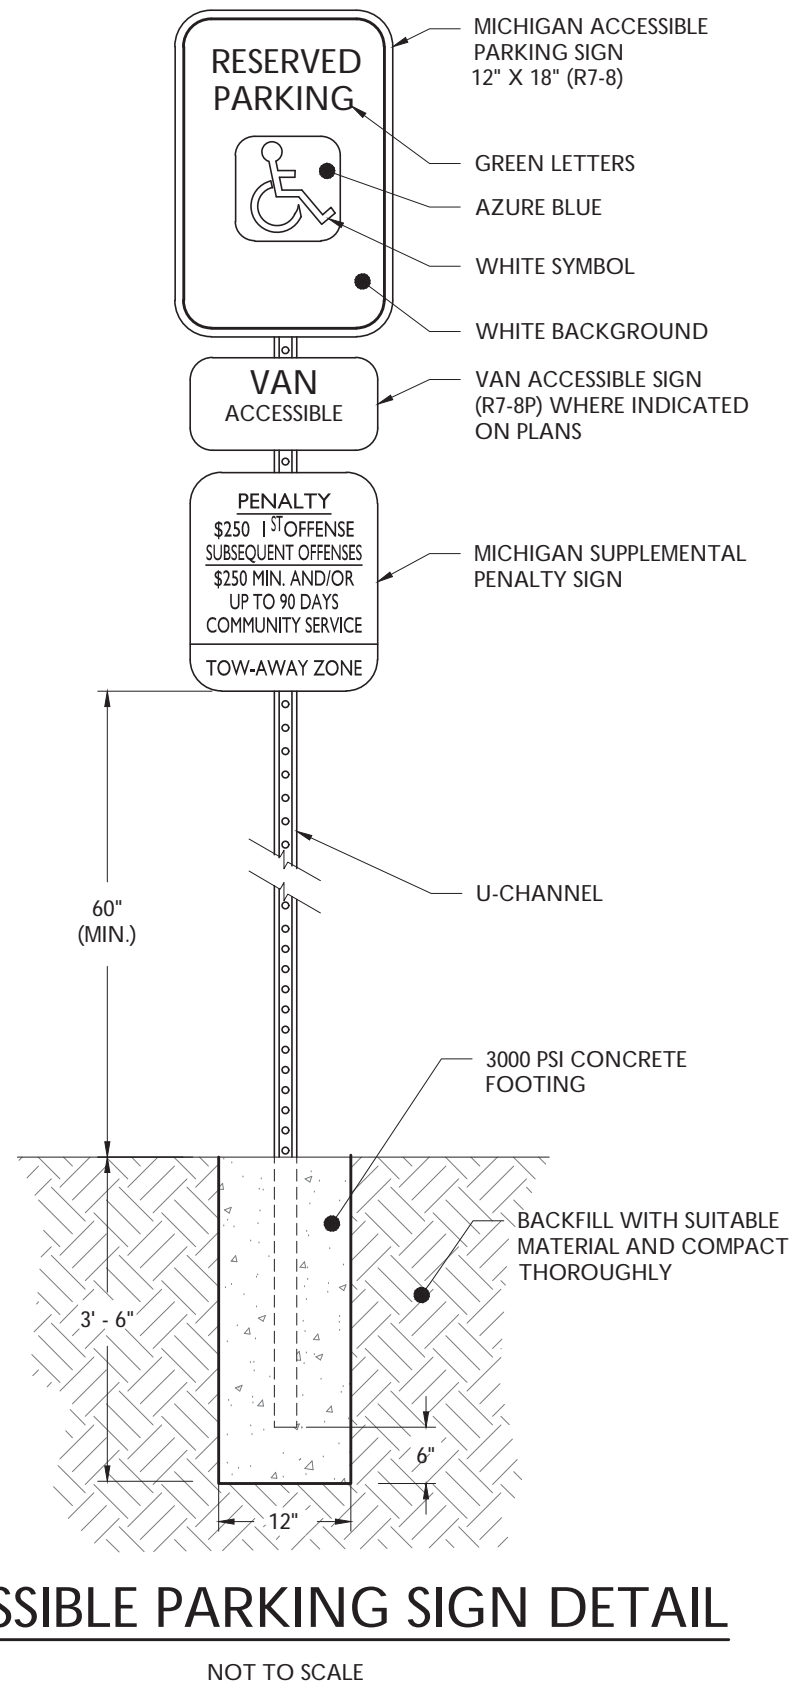 RESERVED
PARKING
MICHIGAN ACCESSIBLE
PARKING SIGN
12" X 18" (R7-8)
GREEN LETTERS
AZURE BLUE
WHITE SYMBOL
WHITE BACKGROUND
VAN
ACCESSIBLE
VAN ACCESSIBLE SIGN
(R7-8P) WHERE INDICATED
ON PLANS
PENALTY
$250 1ST OFFENSE
SUBSEQUENT OFFENSES
$250 MIN. AND/OR
UP TO 90 DAYS
COMMUNITY SERVICE
TOW-AWAY ZONE
MICHIGAN SUPPLEMENTAL
PENALTY SIGN
U-CHANNEL
60"
(MIN.)
3000 PSI CONCRETE
FOOTING
BACKFILL WITH SUITABLE
MATERIAL AND COMPACT
THOROUGHLY
3' - 6"
6"
12"
SSIBLE PARKING SIGN DETAIL
NOT TO SCALE